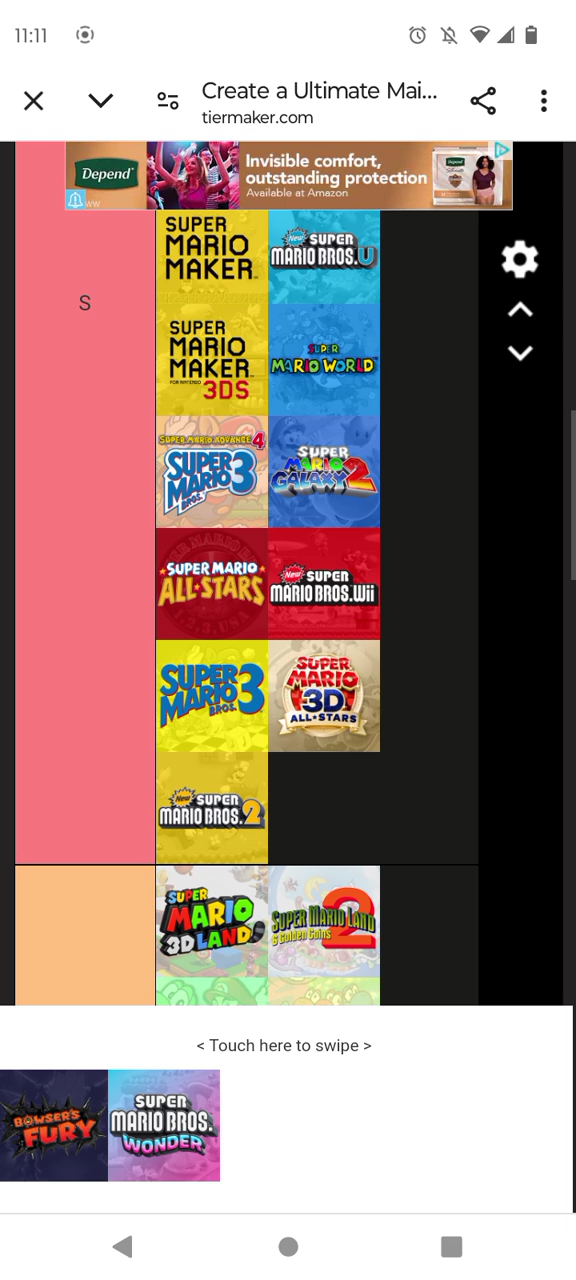 11:11
Create a Ultimate Mai...
tiermaker.com
Depend
Invisible comfort,
outstanding protection
Available at Amazon
WW
Depend
S
SUPER
MARIO
MAKER
New SUPER
MARIO BROS.U
SUPER
MARIO
MAKER
FOR NINTENDO
3DS
SUPER
MARIO WORLD
SUPER MARIO ADVANCE 4
SUPER
MARIO 3
BROS.
SUPER
MARIO
GALAXY 2
SUPER MARIO
ALL-STARS
New SUPER
MARIO BROS.Wii
SUPER
MARIO 3
BROS.
SUPER
MARIO
3D
ALL★STARS
New SUPER
MARIO BROS.2
SUPER
MARIO
3D LAND
SUPER MARIO LAND
2
6 Golden Coins
< Touch here to swipe >
BOWSER'S
FURY
SUPER
MARIO BROS.
WONDER